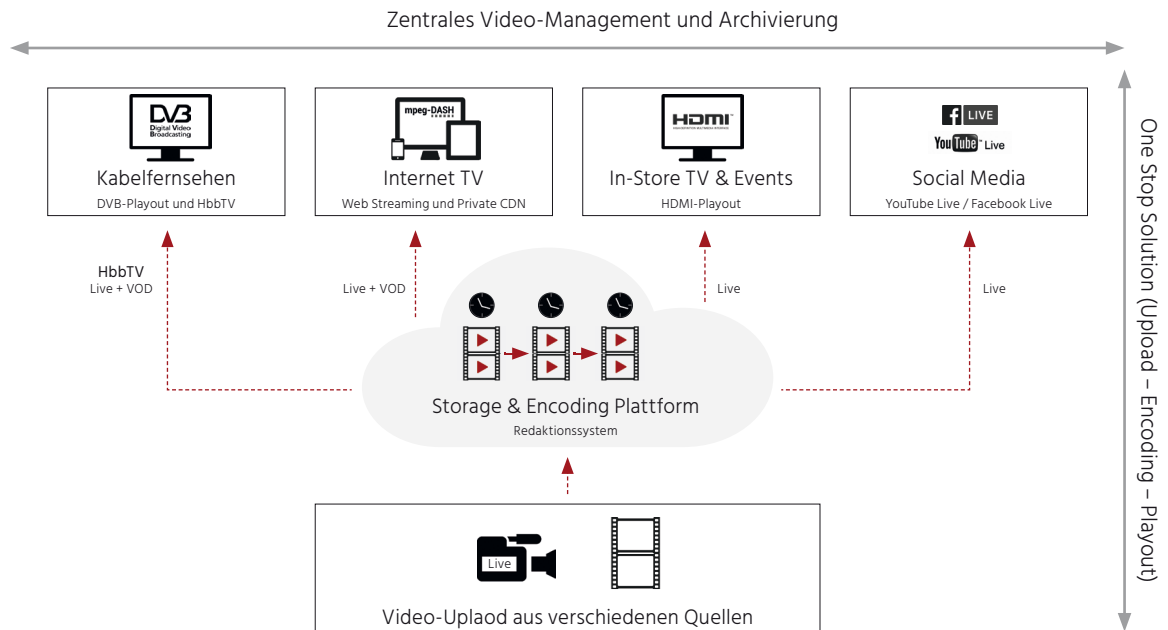 Zentrales Video-Management und Archivierung
DVB
Digital Video
Broadcasting
Kabelfernsehen
DVB-Playout und HbbTV
mpeg-DASH
Internet TV
Web Streaming und Private CDN
HDMI
In-Store TV & Events
HDMI-Playout
f LIVE
YouTube Live
Social Media
YouTube Live / Facebook Live
One Stop Solution (Upload – Encoding – Playout)
HbbTV
Live + VOD
Live + VOD
Live
Live
Storage & Encoding Plattform
Redaktionssystem
Live
Video-Uplaod aus verschiedenen Quellen